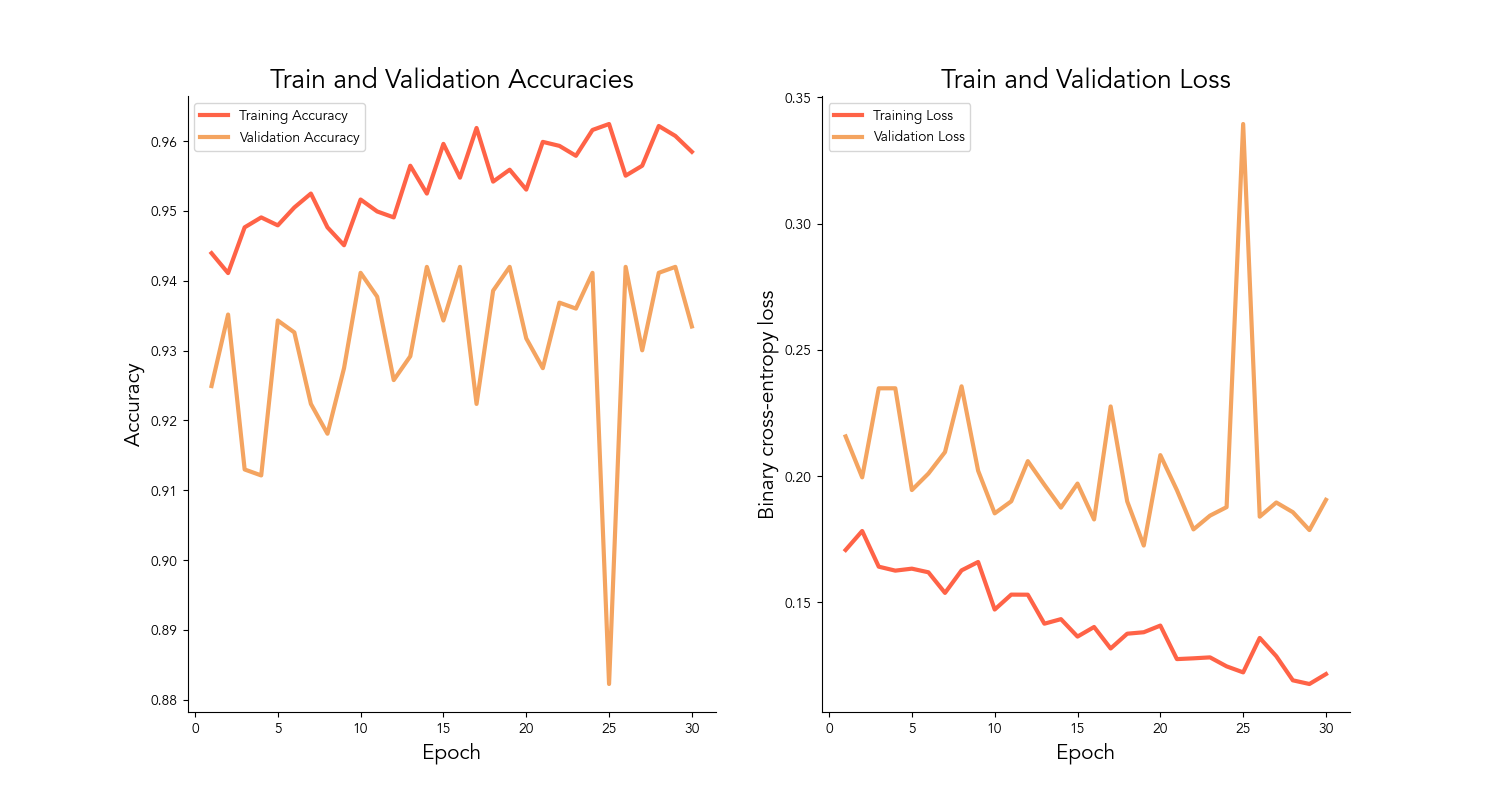 Train and Validation Accuracies
Training Accuracy
Validation Accuracy
Accuracy
0.96
0.95
0.94
0.93
0.92
0.91
0.90
0.89
0.88
0 5 10 15 20 25 30
Epoch
Train and Validation Loss
Training Loss
Validation Loss
Binary cross-entropy loss
0.35
0.30
0.25
0.20
0.15
0 5 10 15 20 25 30
Epoch